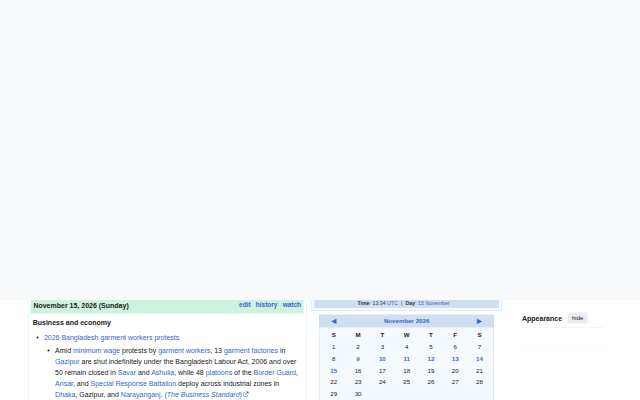 November 15, 2026 (Sunday)
edit history watch
Business and economy
• 2026 Bangladesh garment workers protests
• Amid minimum wage protests by garment workers, 13 garment factories in
Gazipur are shut indefinitely under the Bangladesh Labour Act, 2006 and over
50 remain closed in Savar and Ashulia, while 48 platoons of the Border Guard,
Ansar, and Special Response Battalion deploy across industrial zones in
Dhaka, Gazipur, and Narayanganj. (The Business Standard)
Time: 13:34 UTC | Day: 15 November
◀ November 2026 ▶
S M T W T F S
1 2 3 4 5 6 7
8 9 10 11 12 13 14
15 16 17 18 19 20 21
22 23 24 25 26 27 28
29 30
Appearance hide